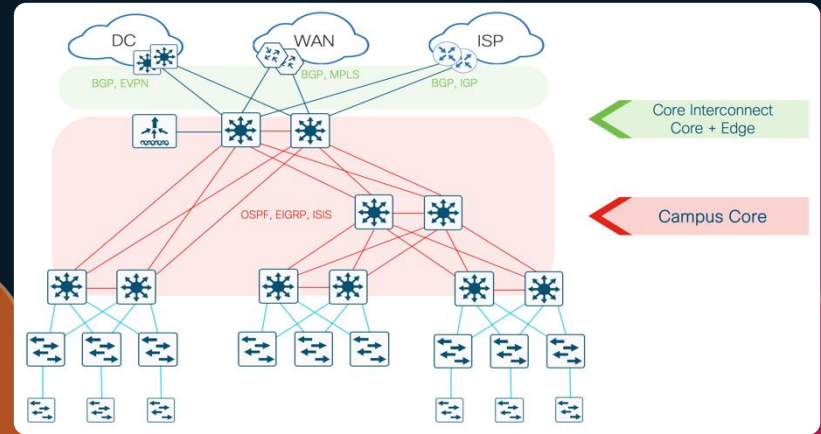 DC
WAN
ISP
BGP, EVPN
BGP, MPLS
BGP, IGP
Core Interconnect
Core + Edge
OSPF, EIGRP, ISIS
Campus Core